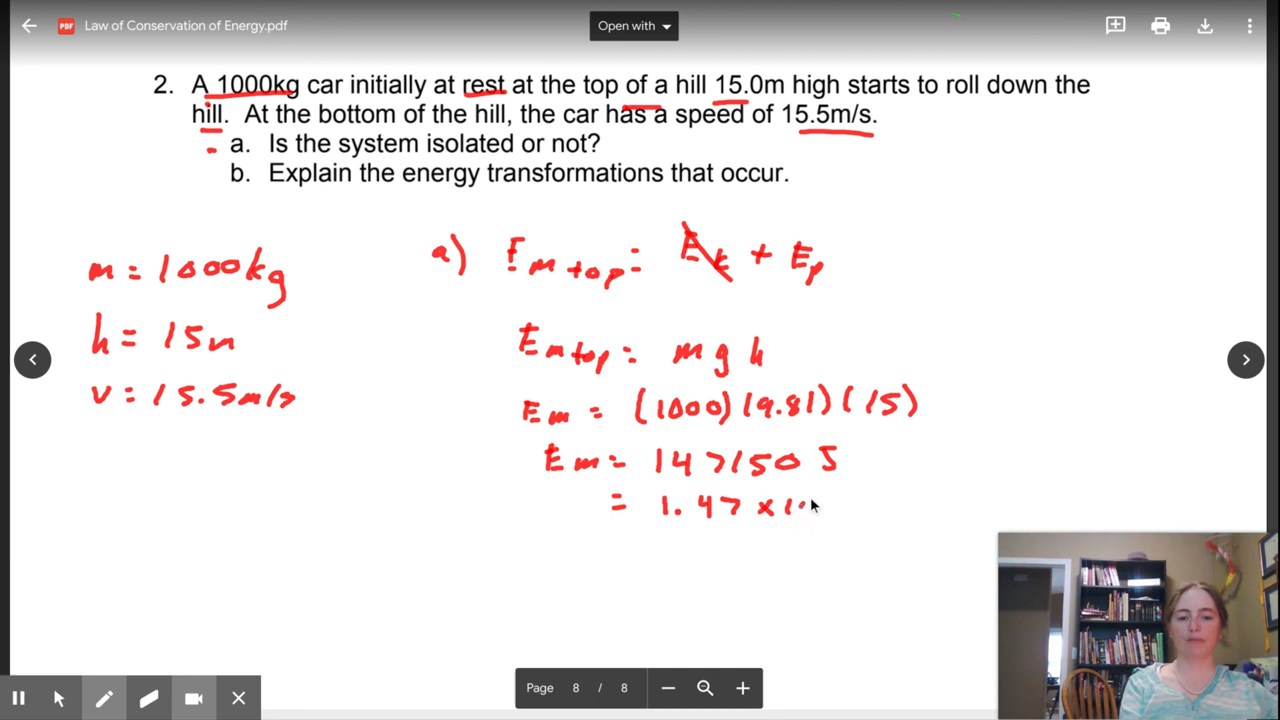 PDF Law of Conservation of Energy.pdf
Open with
2. A 1000kg car initially at rest at the top of a hill 15.0m high starts to roll down the
hill. At the bottom of the hill, the car has a speed of 15.5m/s.
a. Is the system isolated or not?
b. Explain the energy transformations that occur.
a) Em top = Ek + Ep
m = 1000kg
h = 15m
Em top = mgh
v = 15.5m/s
Em = (1000)(9.81)(15)
Em = 147150 J
= 1.47 x 10
Page 8 / 8